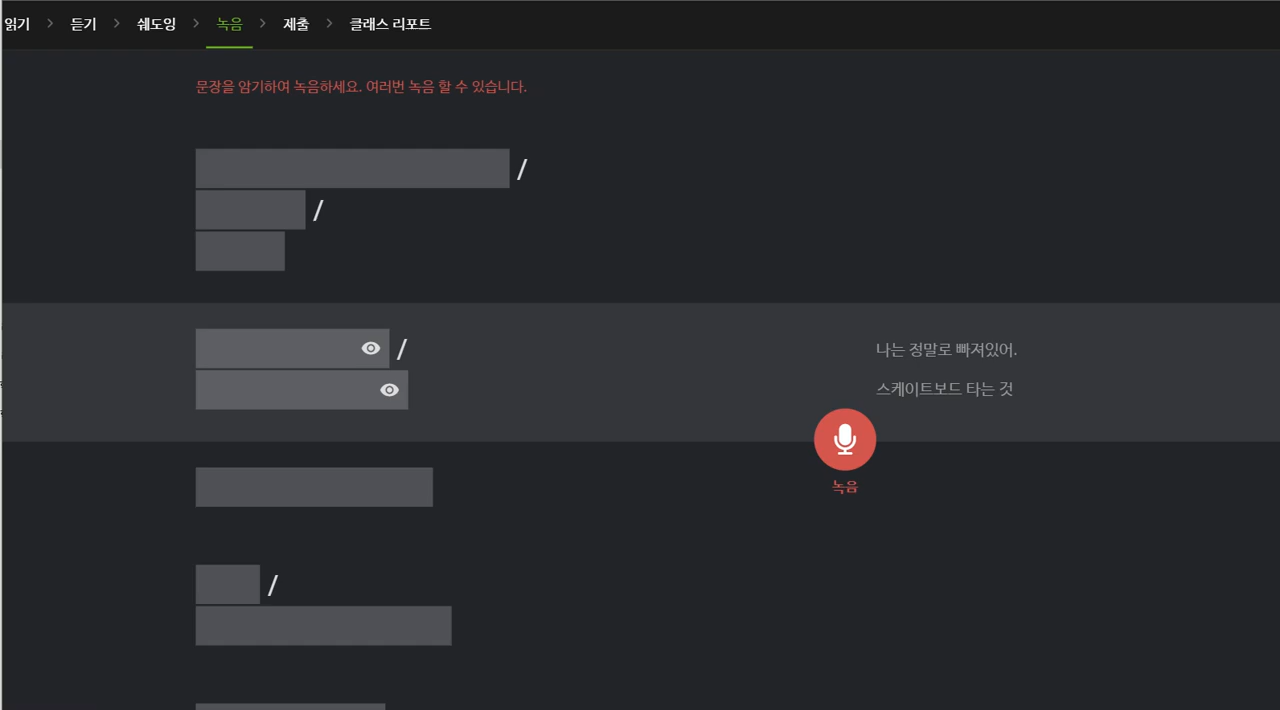 읽기 > 듣기 > 쉐도잉 > 녹음 > 제출 > 클래스 리포트
문장을 암기하여 녹음하세요. 여러번 녹음 할 수 있습니다.
/
/
/
나는 정말로 빠져있어.
스케이트보드 타는 것
녹음
/